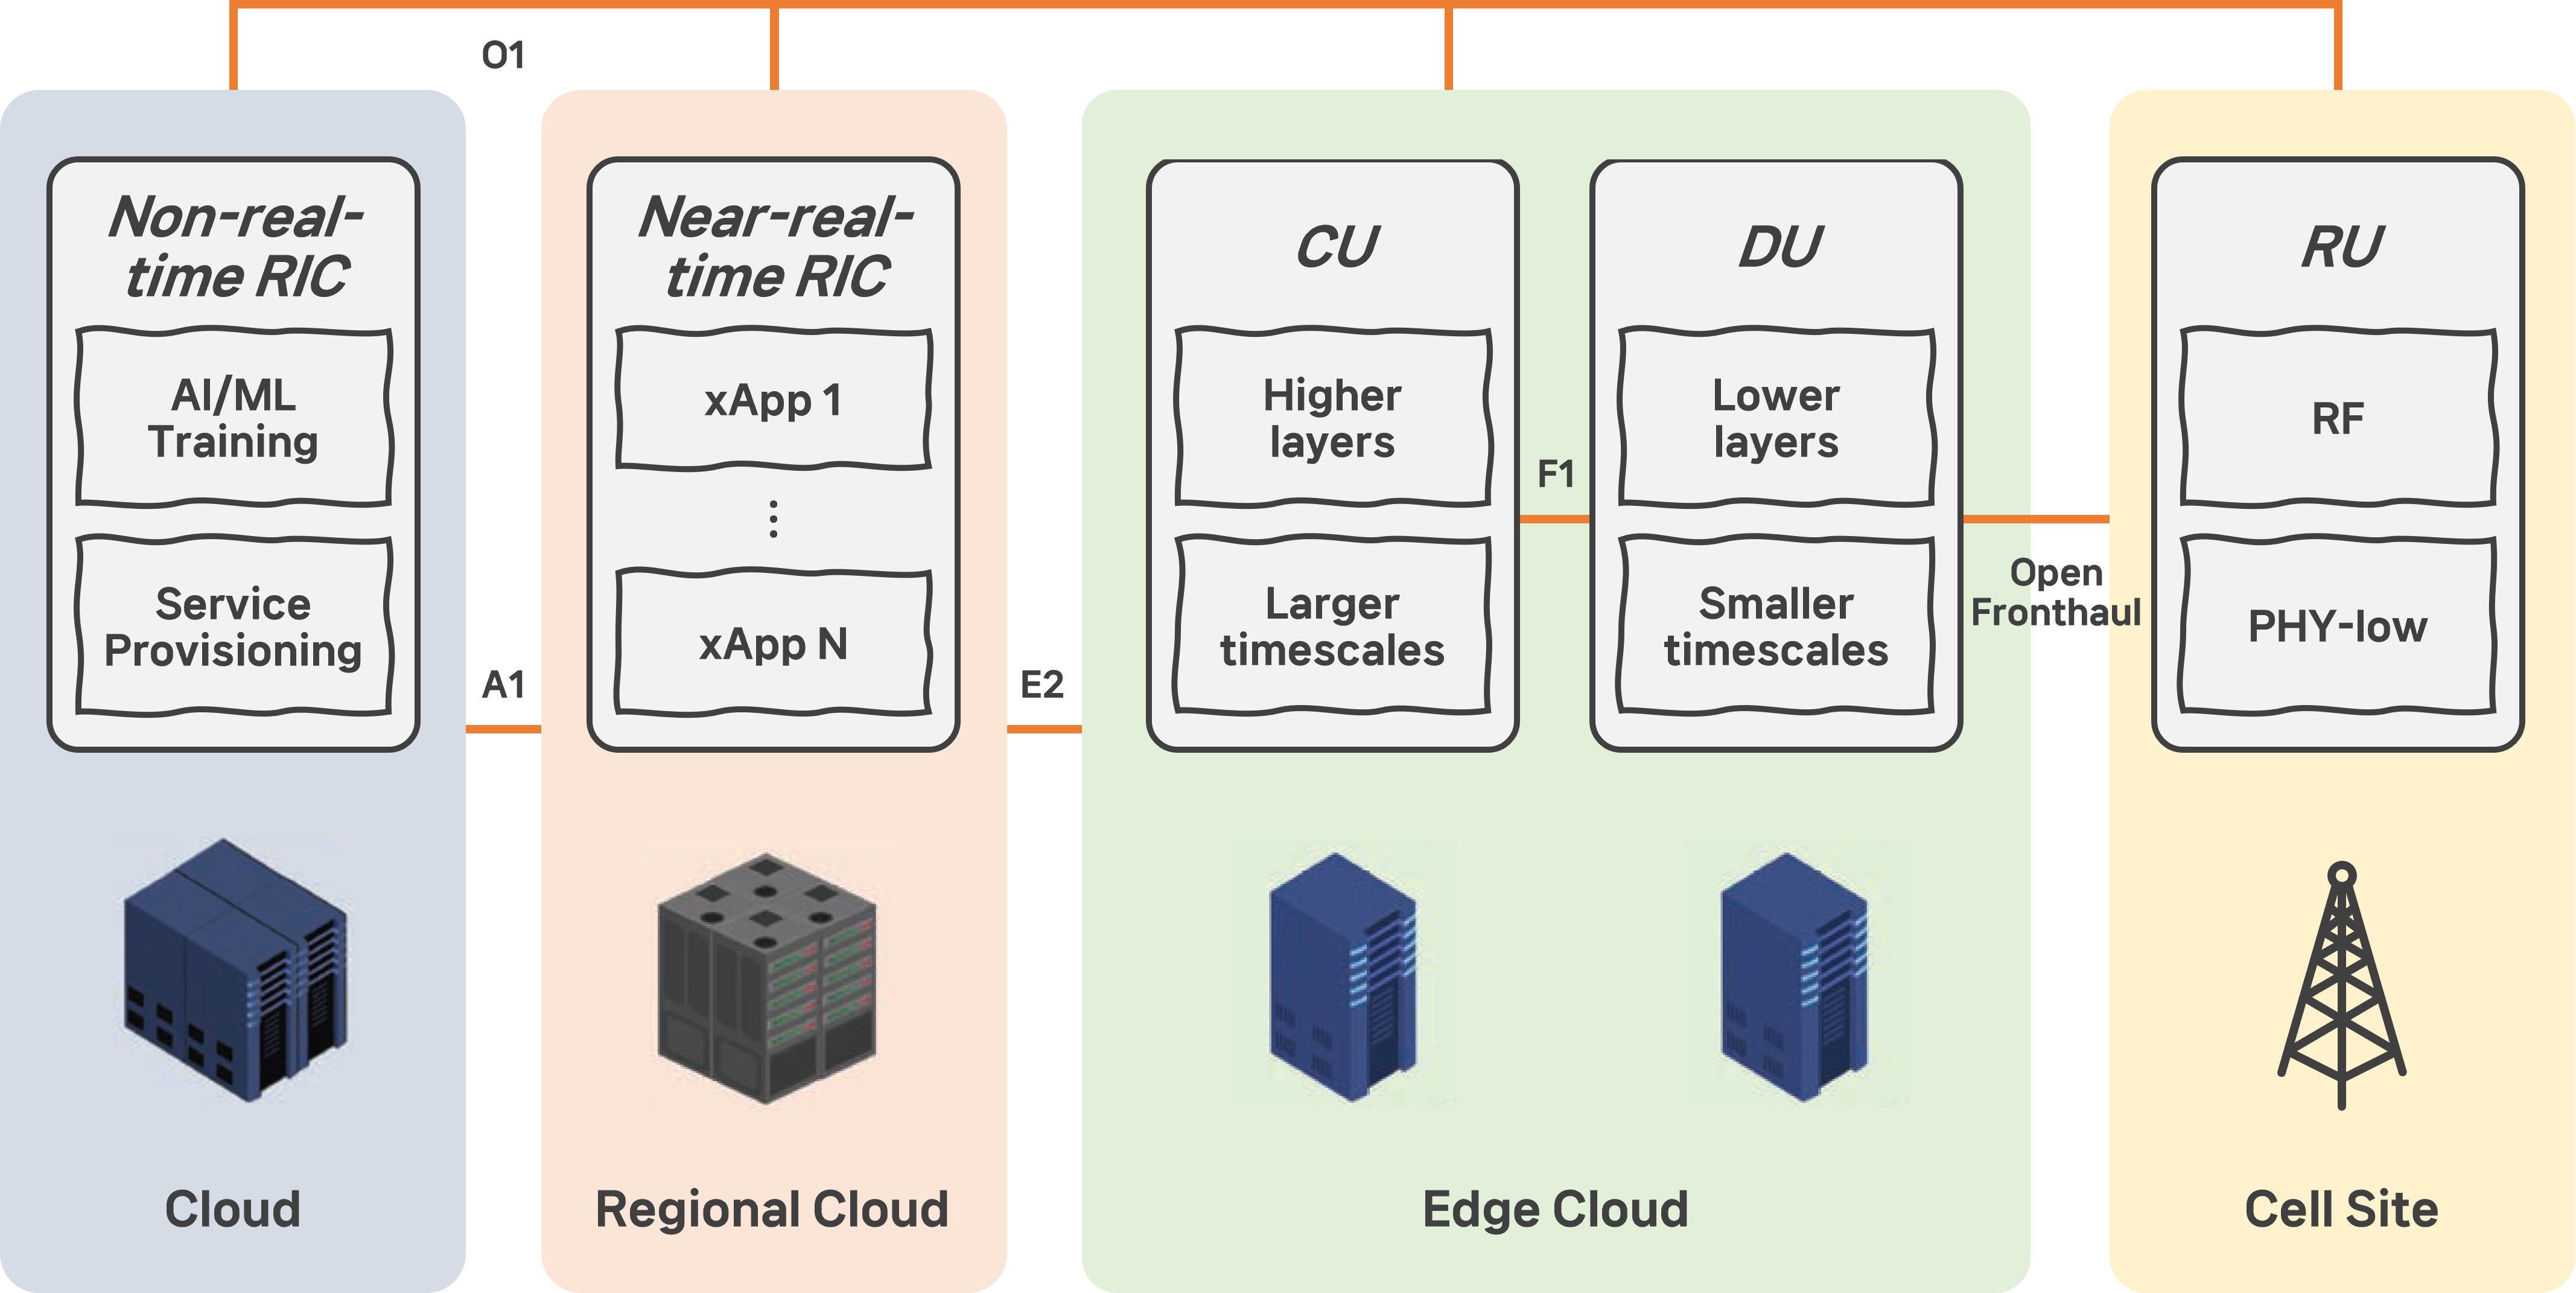 O1
Non-real-
time RIC
AI/ML
Training
Service
Provisioning
A1
Near-real-
time RIC
xApp 1
⋮
xApp N
E2
CU
Higher
layers
Larger
timescales
F1
DU
Lower
layers
Smaller
timescales
Open
Fronthaul
RU
RF
PHY-low
Cloud
Regional Cloud
Edge Cloud
Cell Site